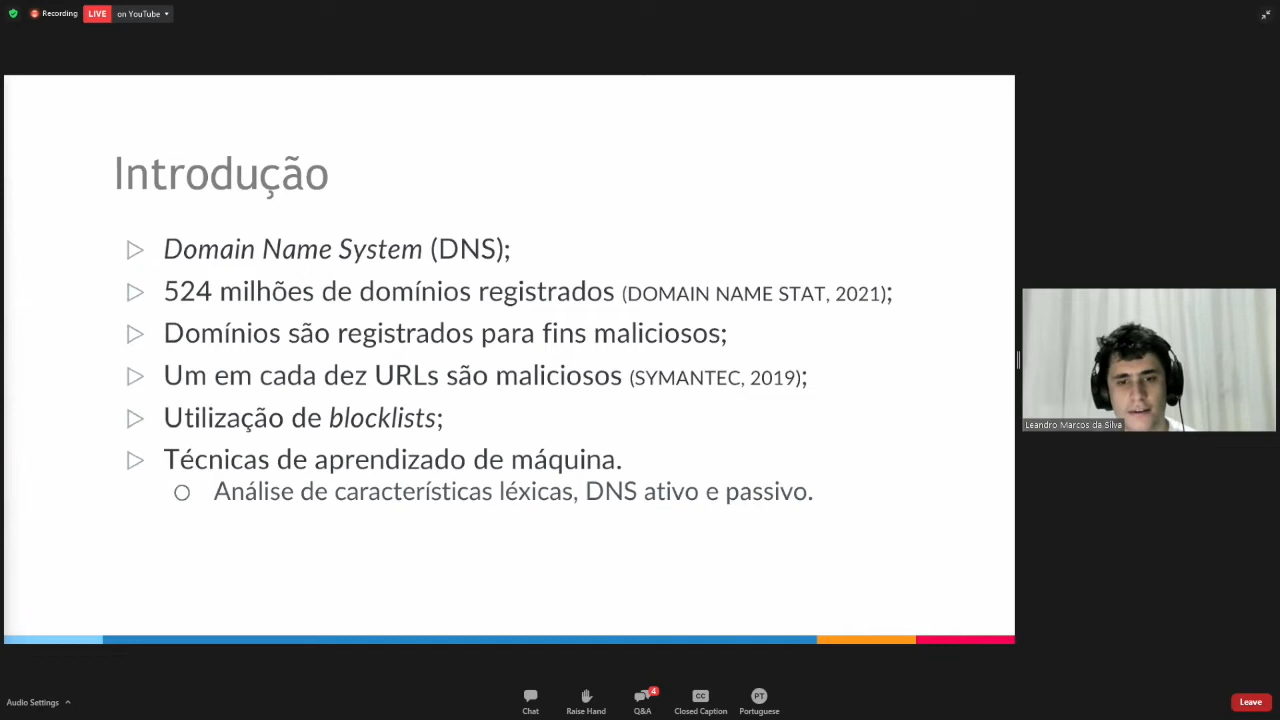 Recording
LIVE
on YouTube
Introdução
Domain Name System (DNS);
524 milhões de domínios registrados (DOMAIN NAME STAT, 2021);
Domínios são registrados para fins maliciosos;
Um em cada dez URLs são maliciosos (SYMANTEC, 2019);
Utilização de blocklists;
Técnicas de aprendizado de máquina.
Análise de características léxicas, DNS ativo e passivo.
Leandro Marcos da Silva
Audio Settings
Chat
Raise Hand
4
Q&A
CC
Closed Caption
PT
Portuguese
Leave